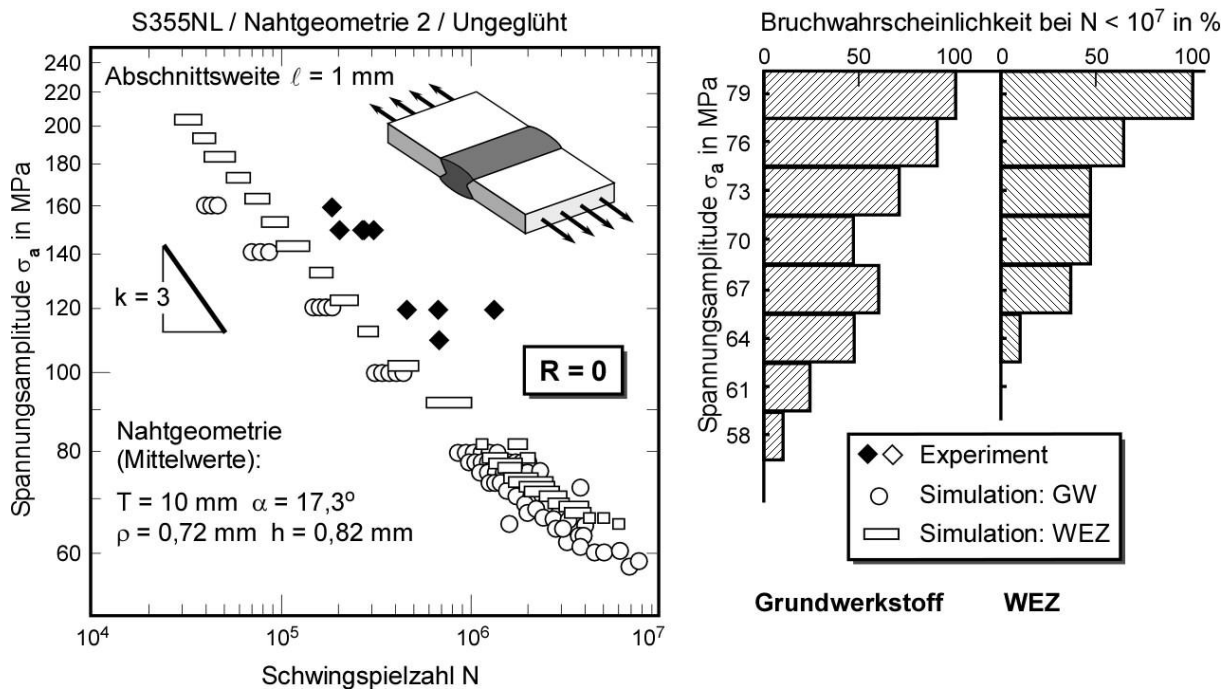 S355NL / Nahtgeometrie 2 / Ungeglüht
Abschnittsweite ℓ = 1 mm
Spannungsamplitude σa in MPa
240
220
200
180
160
140
120
100
80
60
k = 3
R = 0
Nahtgeometrie
(Mittelwerte):
T = 10 mm α = 17,3°
ρ = 0,72 mm h = 0,82 mm
10⁴ 10⁵ 10⁶ 10⁷
Schwingspielzahl N
Bruchwahrscheinlichkeit bei N < 10⁷ in %
0 50 100 0 50 100
Spannungsamplitude σa in MPa
79
76
73
70
67
64
61
58
Experiment
Simulation: GW
Simulation: WEZ
Grundwerkstoff WEZ